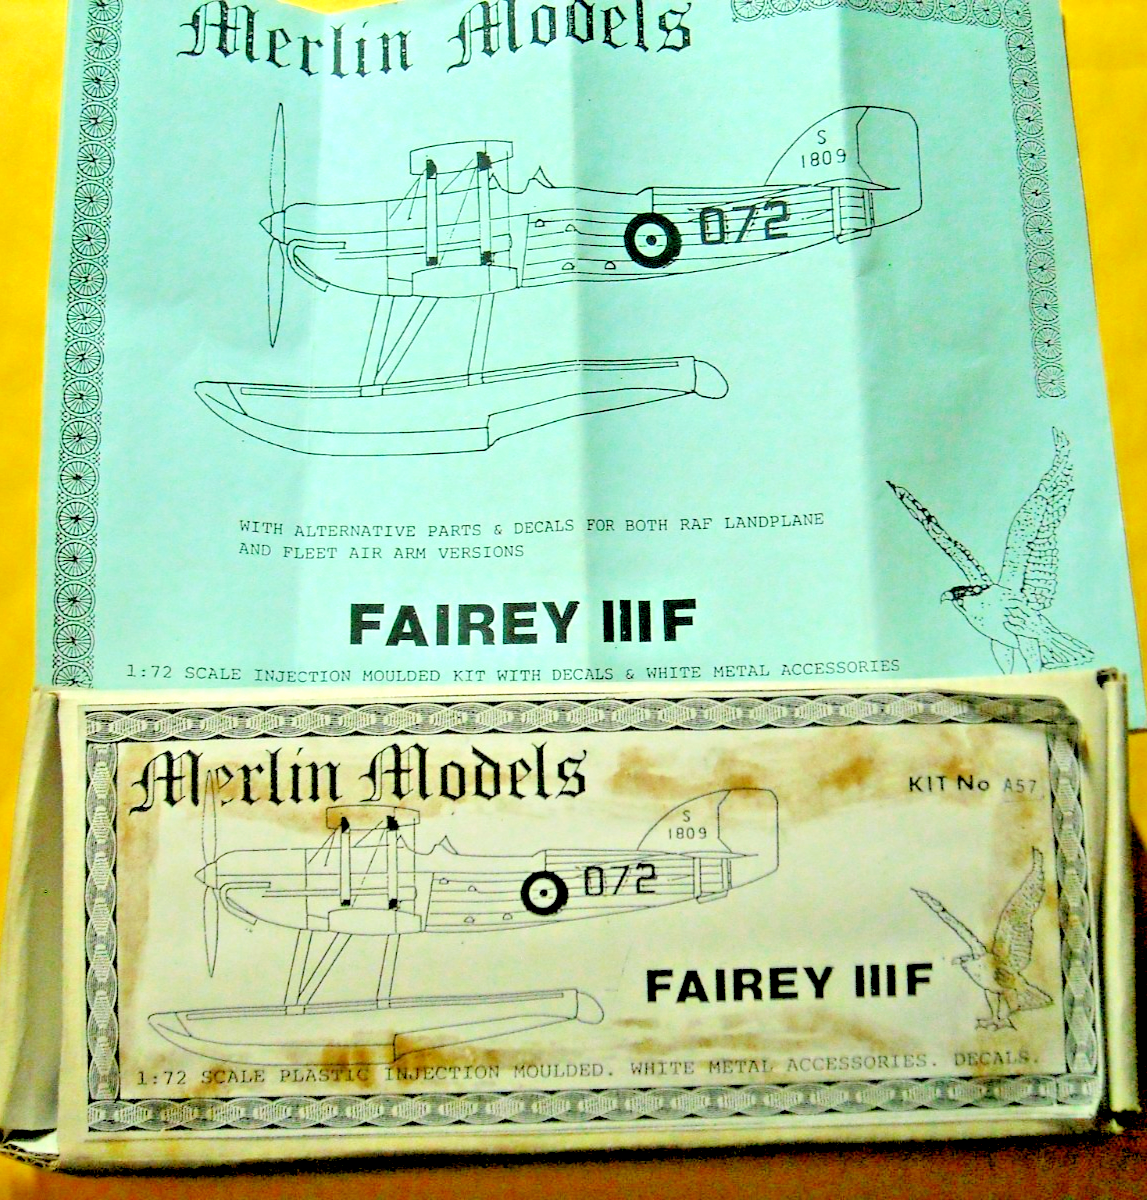 Merlin Models
S
1809
072
WITH ALTERNATIVE PARTS & DECALS FOR BOTH RAF LANDPLANE
AND FLEET AIR ARM VERSIONS
FAIREY IIIF
1:72 SCALE INJECTION MOULDED KIT WITH DECALS & WHITE METAL ACCESSORIES
Merlin Models
KIT No A57
S
1809
072
FAIREY IIIF
1:72 SCALE PLASTIC INJECTION MOULDED. WHITE METAL ACCESSORIES. DECALS.